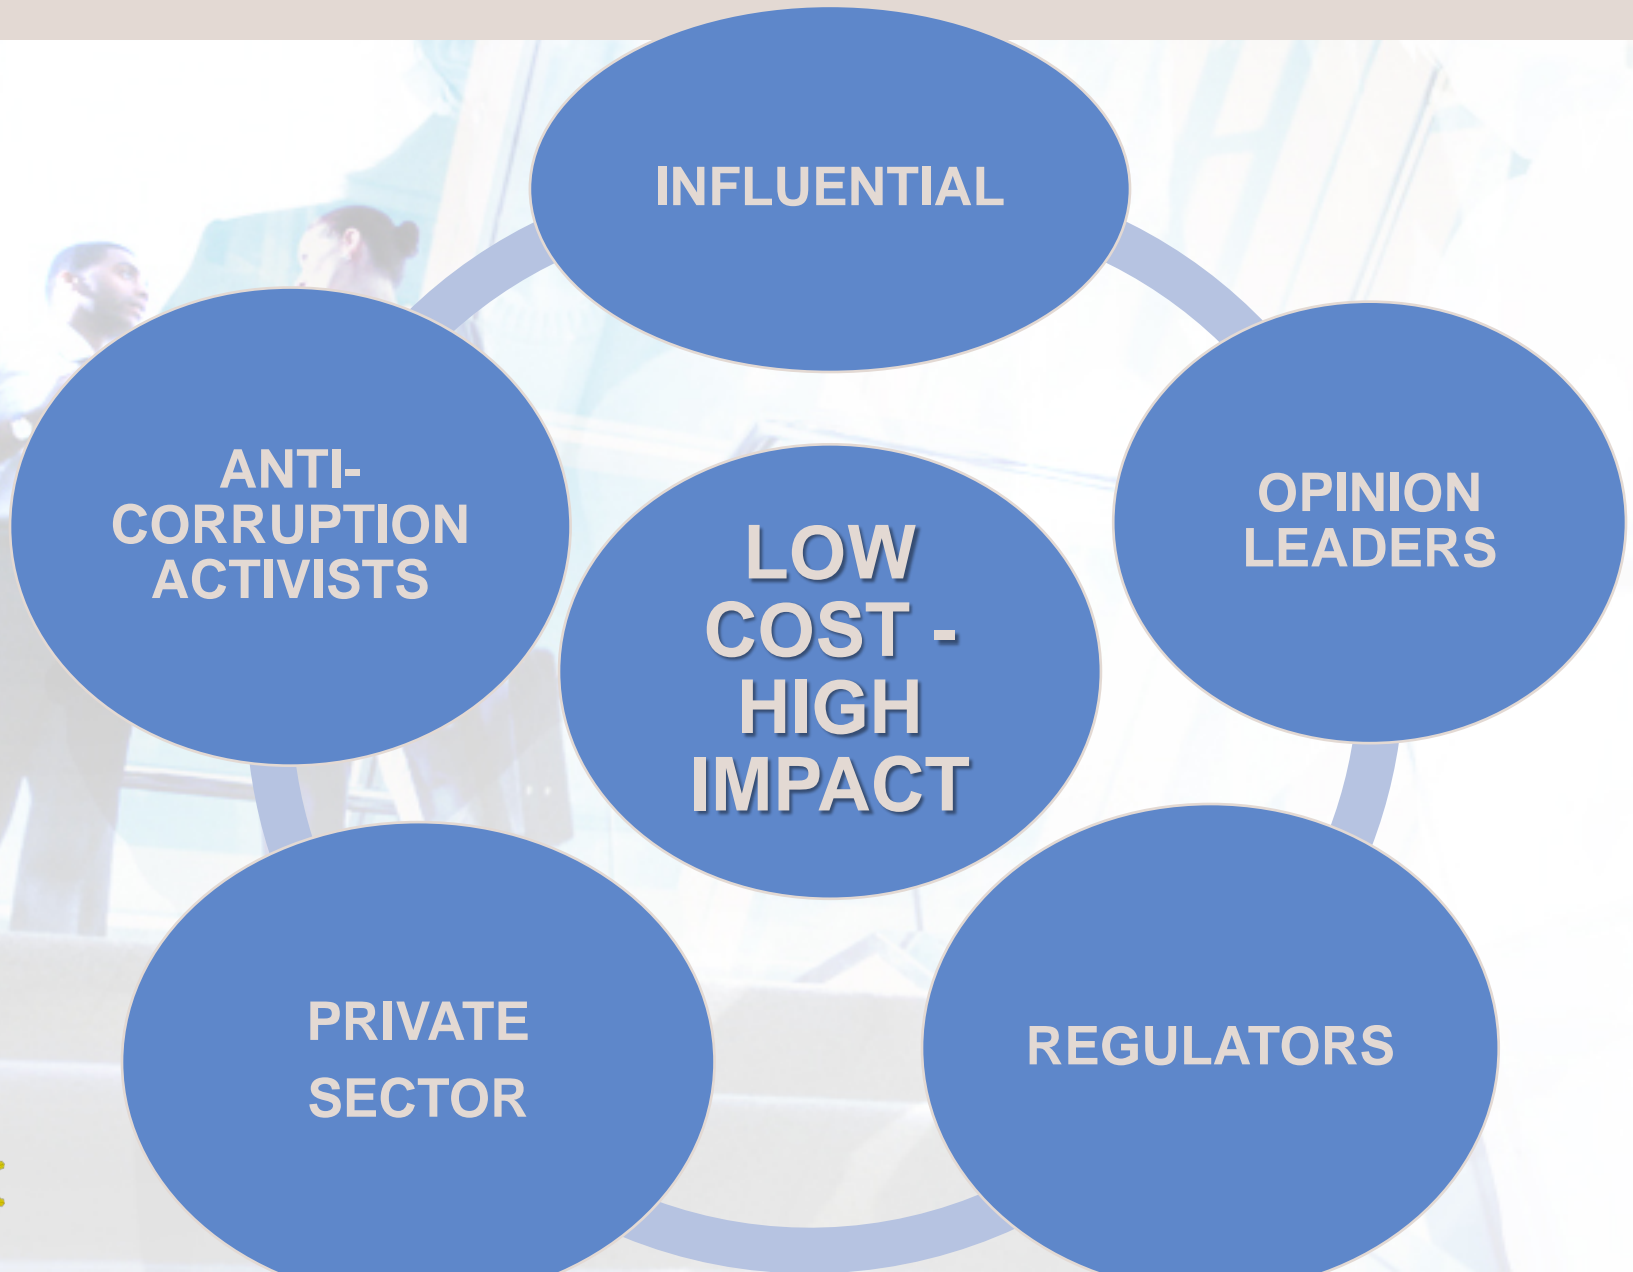 INFLUENTIAL
OPINION
LEADERS
REGULATORS
PRIVATE
SECTOR
ANTI-
CORRUPTION
ACTIVISTS
LOW
COST -
HIGH
IMPACT